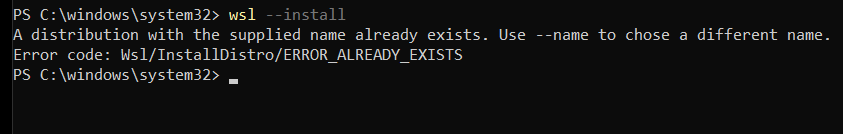 PS C:\windows\system32> wsl --install
A distribution with the supplied name already exists. Use --name to chose a different name.
Error code: Wsl/InstallDistro/ERROR_ALREADY_EXISTS
PS C:\windows\system32>